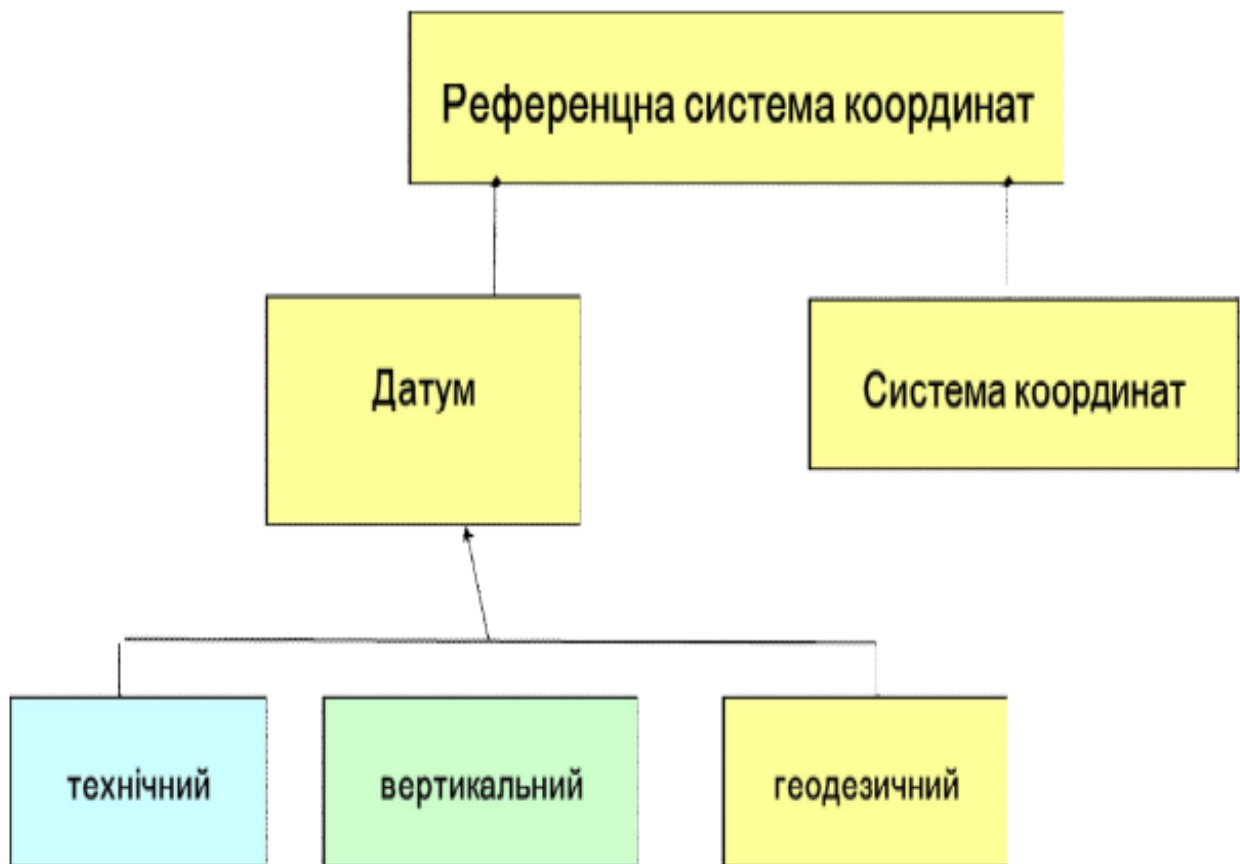 Референцна система координат
Датум
Система координат
технічний
вертикальний
геодезичний